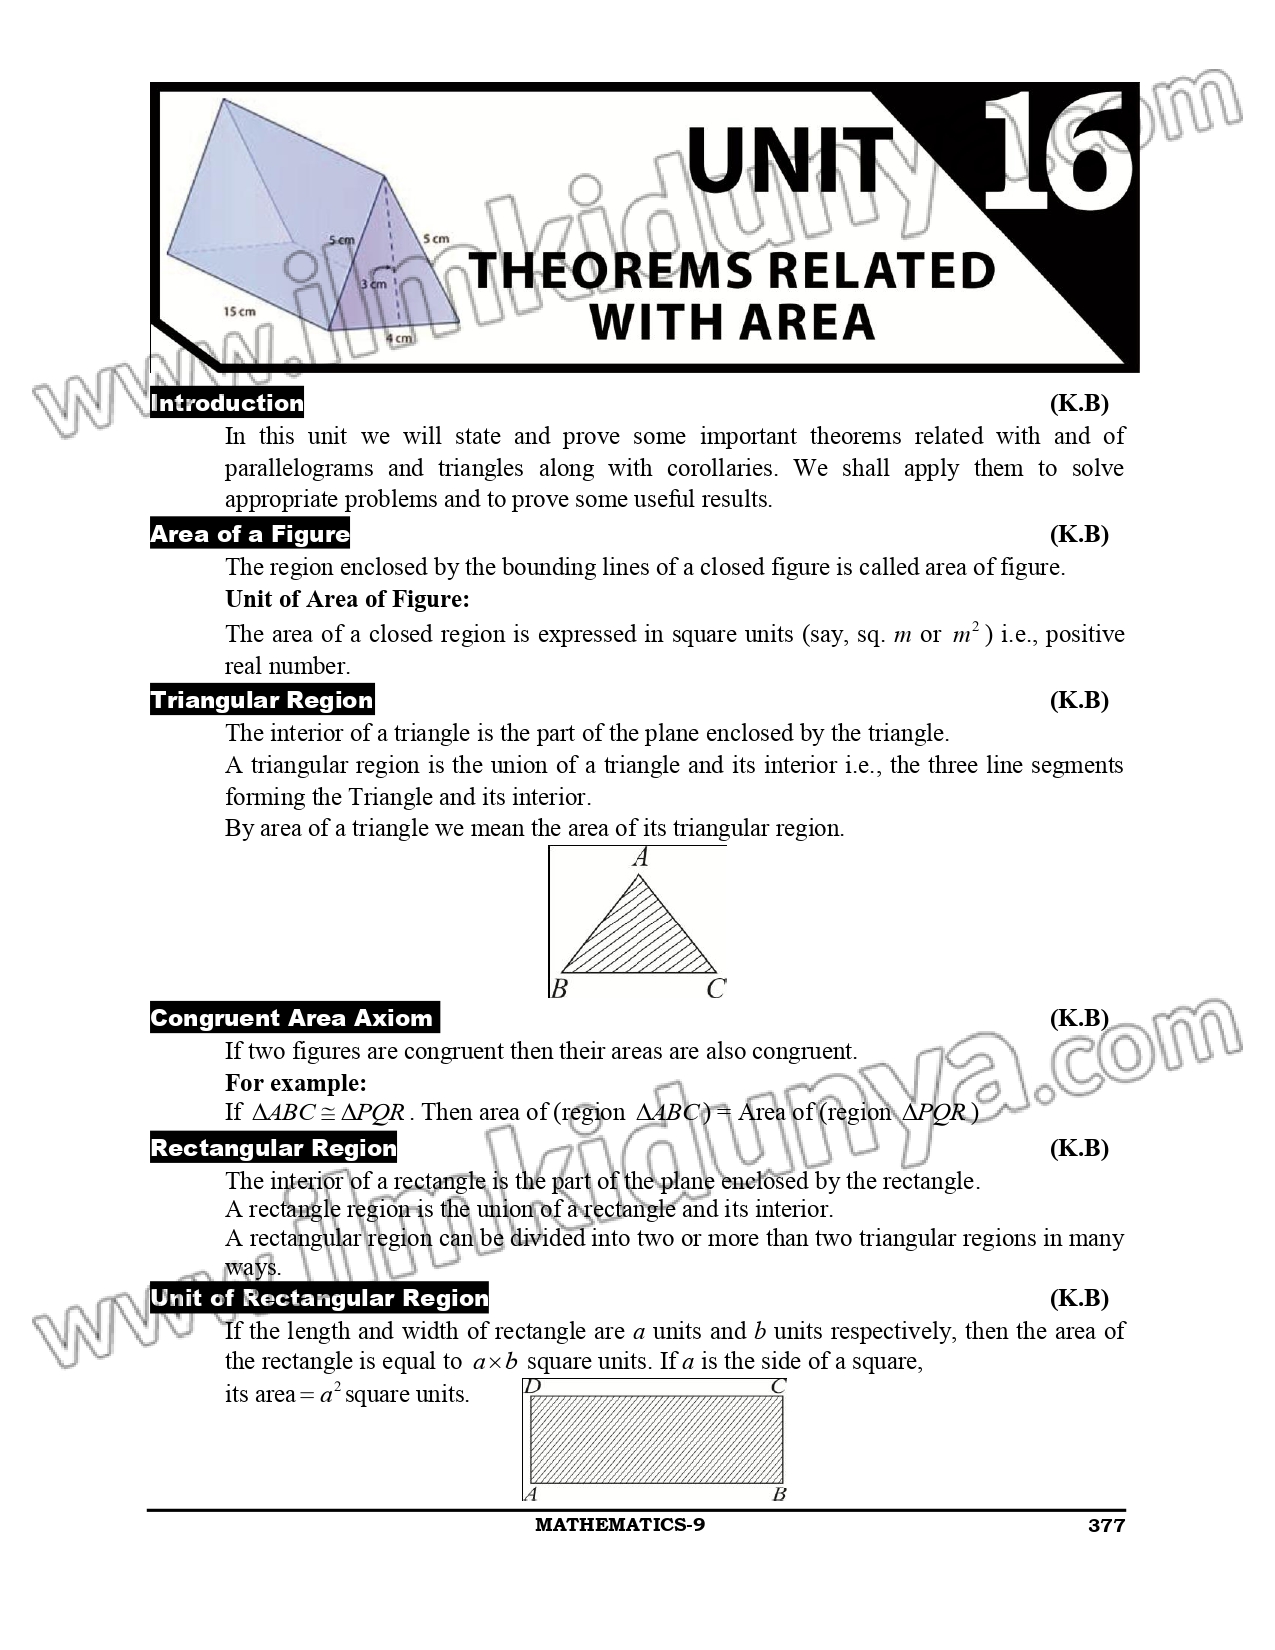 UNIT 16
5 cm
5 cm
3 cm
15 cm
4 cm
THEOREMS RELATED
WITH AREA
www.ilmkidunya.com
Introduction (K.B)
In this unit we will state and prove some important theorems related with and of
parallelograms and triangles along with corollaries. We shall apply them to solve
appropriate problems and to prove some useful results.
Area of a Figure (K.B)
The region enclosed by the bounding lines of a closed figure is called area of figure.
Unit of Area of Figure:
The area of a closed region is expressed in square units (say, sq. m or m² ) i.e., positive
real number.
Triangular Region (K.B)
The interior of a triangle is the part of the plane enclosed by the triangle.
A triangular region is the union of a triangle and its interior i.e., the three line segments
forming the Triangle and its interior.
By area of a triangle we mean the area of its triangular region.
A
B C
Congruent Area Axiom (K.B)
If two figures are congruent then their areas are also congruent.
For example:
If ΔABC ≅ ΔPQR . Then area of (region ΔABC ) = Area of (region ΔPQR )
Rectangular Region (K.B)
The interior of a rectangle is the part of the plane enclosed by the rectangle.
A rectangle region is the union of a rectangle and its interior.
A rectangular region can be divided into two or more than two triangular regions in many
ways.
www.ilmkidunya.com
Unit of Rectangular Region (K.B)
If the length and width of rectangle are a units and b units respectively, then the area of
the rectangle is equal to a×b square units. If a is the side of a square,
its area = a² square units.
D C
A B
MATHEMATICS-9 377